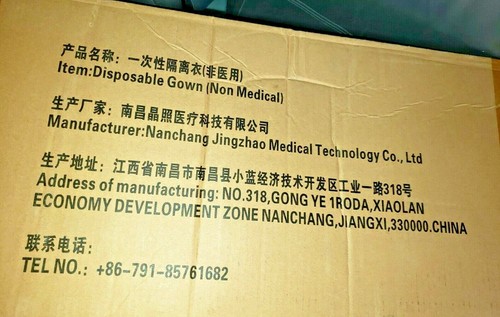 产品名称：一次性隔离衣(非医用)
Item:Disposable Gown (Non Medical)
生产厂家：南昌晶照医疗科技有限公司
Manufacturer:Nanchang Jingzhao Medical Technology Co., Ltd
生产地址：江西省南昌市南昌县小蓝经济技术开发区工业一路318号
Address of manufacturing: NO.318,GONG YE 1RODA,XIAOLAN
ECONOMY DEVELOPMENT ZONE NANCHANG,JIANGXI,330000.CHINA
联系电话：
TEL NO.：+86-791-85761682